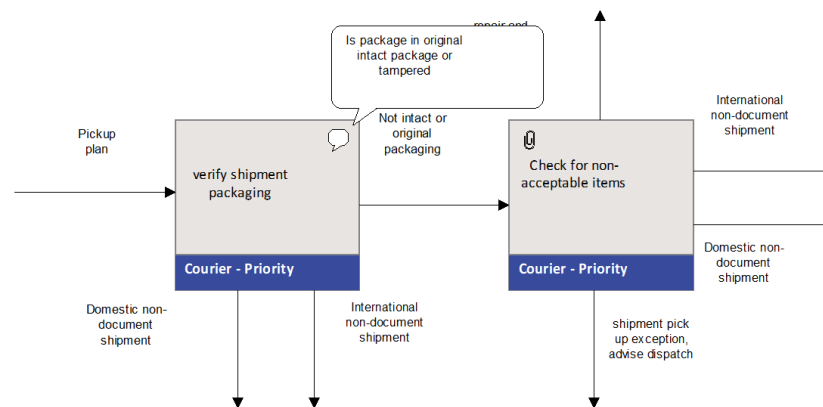 Is package in original
intact package or
tampered
Pickup
plan
verify shipment
packaging
Courier - Priority
Not intact or
original
packaging
Check for non-
acceptable items
Courier - Priority
International
non-document
shipment
Domestic non-
document
shipment
Domestic non-
document
shipment
International
non-document
shipment
shipment pick
up exception,
advise dispatch